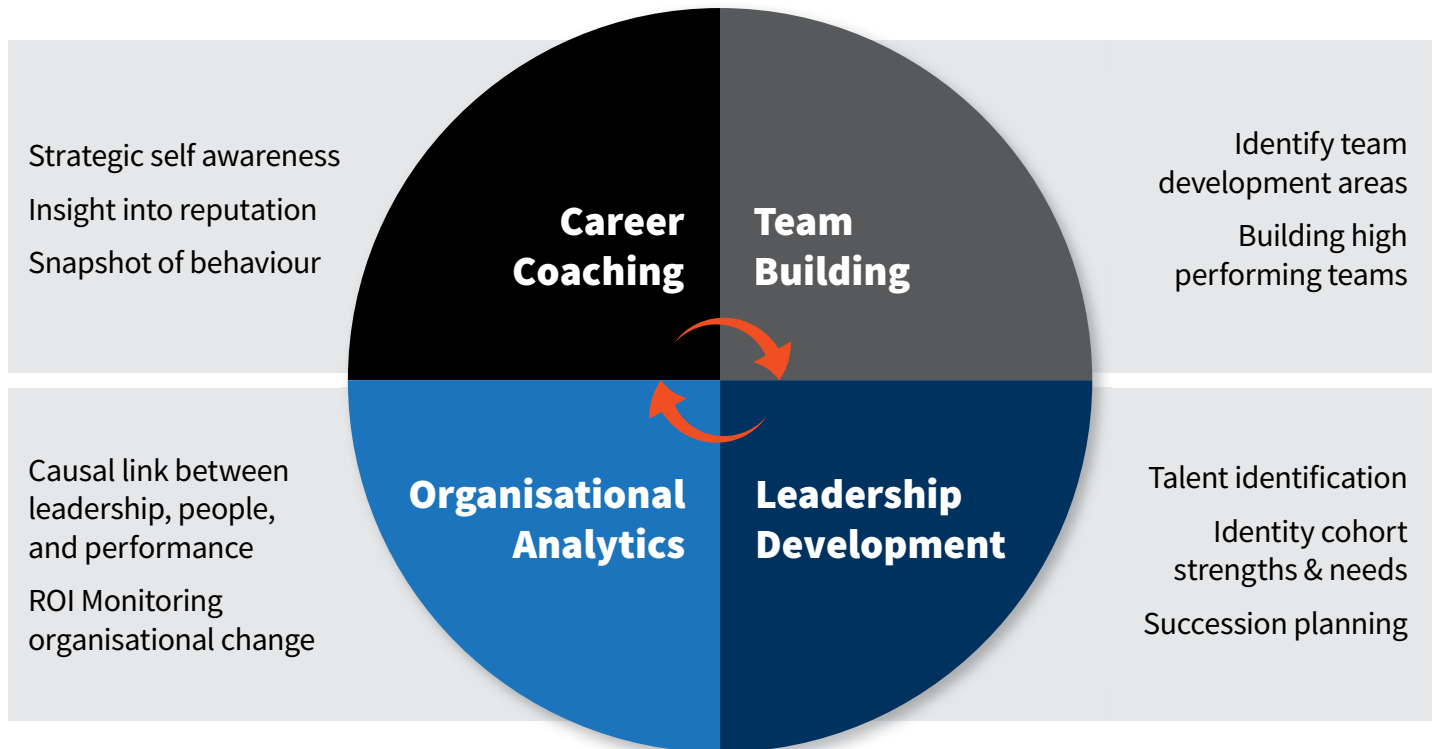 Strategic self awareness
Insight into reputation
Snapshot of behaviour
Career
Coaching
Team
Building
Identify team
development areas
Building high
performing teams
Causal link between
leadership, people,
and performance
ROI Monitoring
organisational change
Organisational
Analytics
Leadership
Development
Talent identification
Identity cohort
strengths & needs
Succession planning